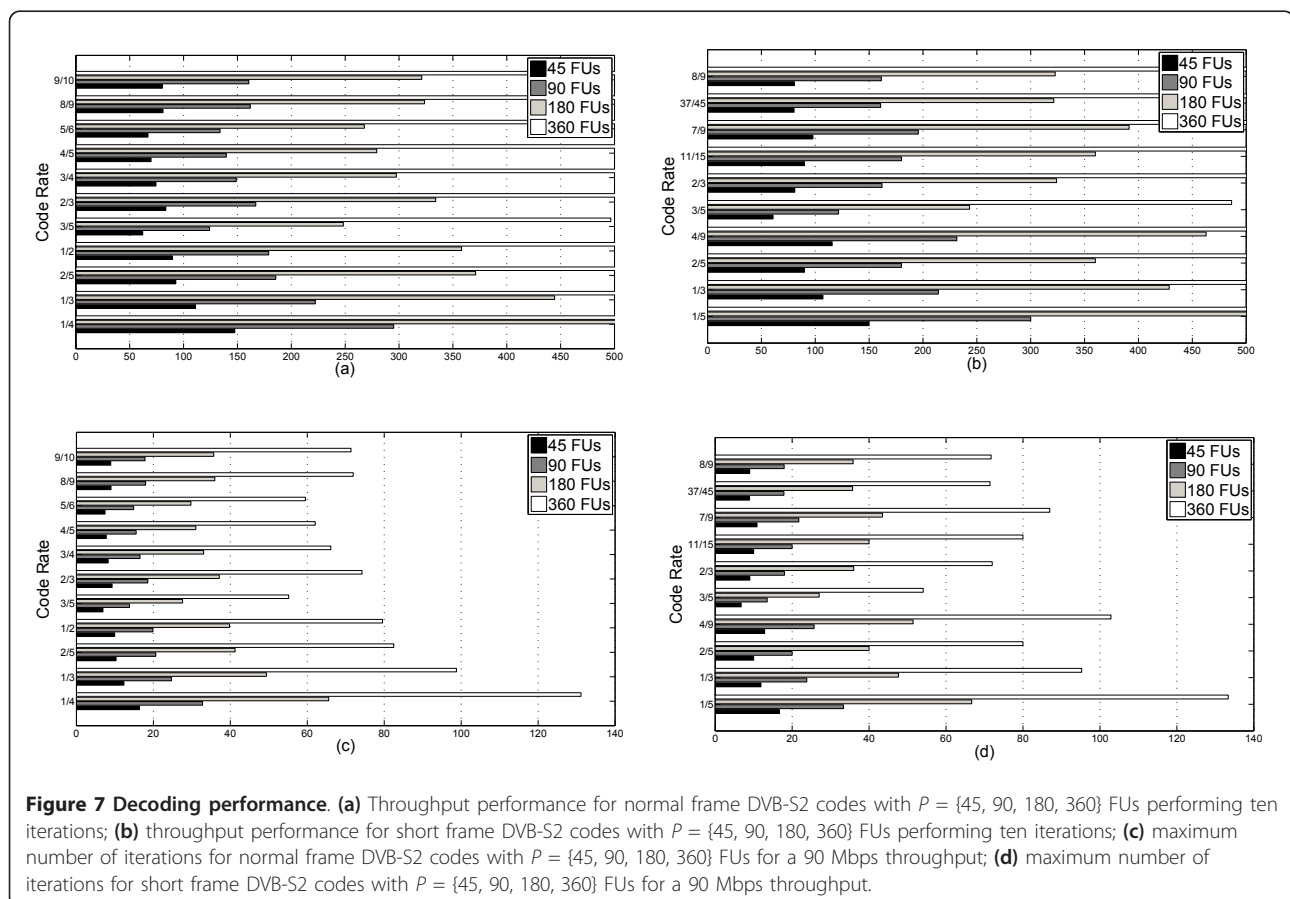 9/10
8/9
5/6
4/5
3/4
2/3
3/5
1/2
2/5
1/3
1/4
Code Rate
45 FUs
90 FUs
180 FUs
360 FUs
0 50 100 150 200 250 300 350 400 450 500
(a)
8/9
37/45
7/9
11/15
2/3
3/5
4/9
2/5
1/3
1/5
Code Rate
45 FUs
90 FUs
180 FUs
360 FUs
0 50 100 150 200 250 300 350 400 450 500
(b)
9/10
8/9
5/6
4/5
3/4
2/3
3/5
1/2
2/5
1/3
1/4
Code Rate
45 FUs
90 FUs
180 FUs
360 FUs
0 20 40 60 80 100 120 140
(c)
8/9
37/45
7/9
11/15
2/3
3/5
4/9
2/5
1/3
1/5
Code Rate
45 FUs
90 FUs
180 FUs
360 FUs
0 20 40 60 80 100 120 140
(d)
Figure 7 Decoding performance. (a) Throughput performance for normal frame DVB-S2 codes with P = {45, 90, 180, 360} FUs performing ten
iterations; (b) throughput performance for short frame DVB-S2 codes with P = {45, 90, 180, 360} FUs performing ten iterations; (c) maximum
number of iterations for normal frame DVB-S2 codes with P = {45, 90, 180, 360} FUs for a 90 Mbps throughput; (d) maximum number of
iterations for short frame DVB-S2 codes with P = {45, 90, 180, 360} FUs for a 90 Mbps throughput.